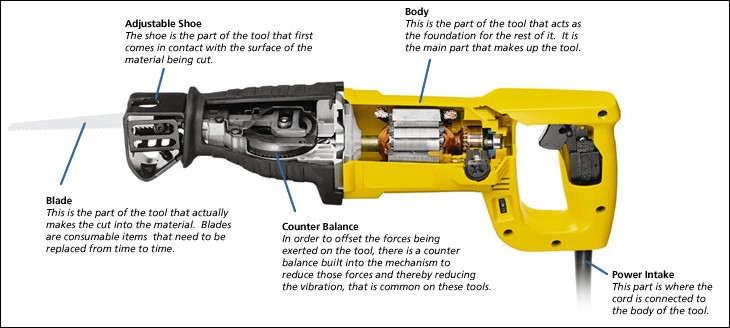 Adjustable Shoe
The shoe is the part of the tool that first
comes in contact with the surface of the
material being cut.
Body
This is the part of the tool that acts as
the foundation for the rest of it.  It is
the main part that makes up the tool.
Blade
This is the part of the tool that actually
makes the cut into the material.  Blades
are consumable items  that need to be
replaced from time to time.
Counter Balance
In order to offset the forces being
exerted on the tool, there is a counter
balance built into the mechanism to
reduce those forces and thereby reducing
the vibration, that is common on these tools.
Power Intake
This part is where the
cord is connected to
the body of the tool.